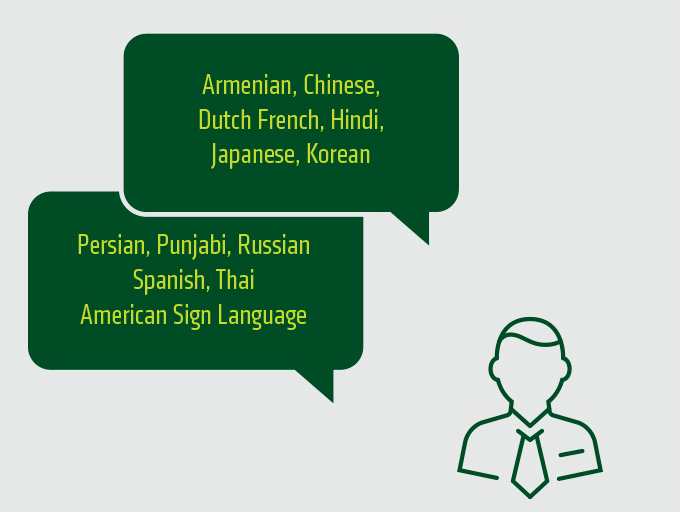 Armenian, Chinese,
Dutch French, Hindi,
Japanese, Korean
Persian, Punjabi, Russian
Spanish, Thai
American Sign Language